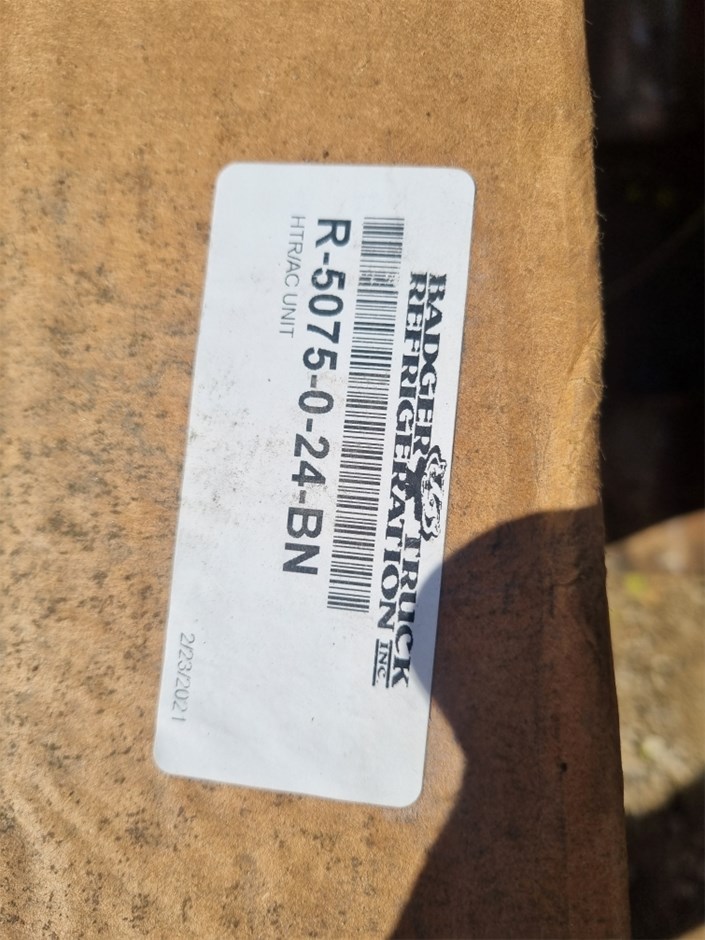 BADGER TRUCK
REFRIGERATION INC.
R-5075-0-24-BN
HTR/AC UNIT
2/23/2021